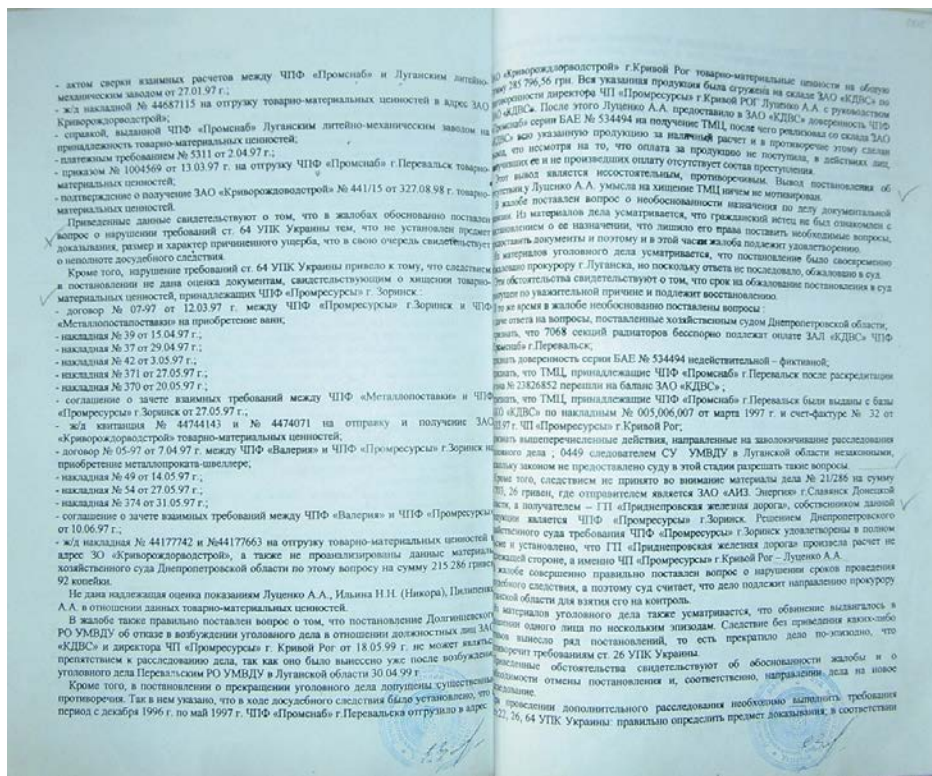 - актом сверки взаимных расчетов между ЧПФ «Промснаб» и Луганским литейно-
механическим заводом от 27.01.97 г.;
- ж/д накладной № 44687115 на отгрузку товарно-материальных ценностей в адрес ЗАО
Криворождорводстрой»;
- справкой, выданной ЧПФ «Промснаб» Луганским литейно-механическим заводом на
принадлежность товарно-материальных ценностей;
- платежным требованием № 5311 от 2.04.97 г.;
- приказом № 1004569 от 13.03.97 г. на отгрузку ЧПФ «Промснаб» г.Перевальск товарно-
материальных ценностей;
- подтверждение о получение ЗАО «Криворождоводстрой» № 441/15 от 327.08.98 г. товарно-
материальных ценностей.
Приведенные данные свидетельствуют о том, что в жалобах обоснованно поставлен
вопрос о нарушении требований ст. 64 УПК Украины тем, что не установлен предмет
доказывания, размер и характер причиненного ущерба, что в свою очередь свидетельствует
о неполноте досудебного следствия.
Кроме того, нарушение требований ст. 64 УПК Украины привело к тому, что следствием
в постановлении не дана оценка документам, свидетельствующим о хищении товарно-
материальных ценностей, принадлежащих ЧПФ «Промресурсы» г. Зоринск :
- договор № 07-97 от 12.03.97 г. между ЧПФ «Промресурсы» г.Зоринск и ЧПФ
«Металлопостапоставки» на приобретение ванн;
- накладная № 39 от 15.04.97 г.;
- накладная № 37 от 29.04.97 г.;
- накладная № 42 от 3.05.97 г.;
- накладная № 371 от 27.05.97 г.;
- накладная № 370 от 20.05.97 г.;
- соглашение о зачете взаимных требований между ЧПФ «Металлопоставки» и ЧПФ
«Промресурсы» г.Зоринск от 27.05.97 г.;
- ж/д квитанция № 44744143 и № 4474071 на отправку и получение ЗАО
«Криворождорводстрой» товарно-материальных ценностей;
- договор № 05-97 от 7.04.97 г. между ЧПФ «Валерия» и ЧПФ «Промресурсы» г.Зоринск на
приобретение металлопроката-швеллере;
- накладная № 49 от 14.05.97 г.;
- накладная № 54 от 27.05.97 г.;
- накладная № 374 от 31.05.97 г.;
- соглашение о зачете взаимных требований между ЧПФ «Валерия» и ЧПФ «Промресурсы»
от 10.06.97 г.;
- ж/д накладная № 44177742 и №44177663 на отгрузку товарно-материальных ценностей в
адрес ЗО «Криворождорводстрой», а также не проанализированы данные материалы
хозяйственного суда Днепропетровской области по этому вопросу на сумму 215 286 гривен
92 копейки.
Не дана надлежащая оценка показаниям Луценко А.А., Ильина Н.Н. (Никора), Пилипенко
А.А. в отношении данных товарно-материальных ценностей.
В жалобе также правильно поставлен вопрос о том, что постановление Долгинцевского
РО УМВДУ об отказе в возбуждении уголовного дела в отношении должностных лиц ЗАО
«КДВС» и директора ЧП «Промресурсы» г. Кривой Рог от 18.05.99 г. не может являться
препятствием к расследованию дела, так как оно было вынесено уже после возбуждения
уголовного дела Перевальским РО УМВДУ в Луганской области 30.04.99 г
Кроме того, в постановлении о прекращении уголовного дела допущены существенные
противоречия. Так в нем указано, что в ходе досудебного следствия было установлено, что в
период с декабря 1996 г. по май 1997 г. ЧПФ «Промснаб» г.Перевальска отгрузило в адрес
«Криворождлорводстрой» г.Кривой Рог товарно-материальные ценности на общую
285 796,56 грн. Вся указанная продукция была сгружена на складе ЗАО «КДВС» по
директора ЧП «Промресурсы» г.Кривой РОГ Луценко А.А. с руководством
«КДВС». После этого Луценко А.А. предоставило в ЗАО «КДВС» доверенность ЧПФ
серии БАЕ № 534494 на получение ТМЦ, после чего реализовал со склада ЗАО
всю указанную продукцию за наличный расчет и в противоречие этому сделан
что несмотря на то, что оплата за продукцию не поступила, в действиях лиц,
ее и не произведших оплату отсутствует состав преступления.
Этот вывод является несостоятельным, противоречивым. Вывод постановления об
у Луценко А.А. умысла на хищение ТМЦ ничем не мотивирован.
В жалобе поставлен вопрос о необоснованности назначения по делу документальной
Из материалов дела усматривается, что гражданский истец не был ознакомлен с
о ее назначении, что лишило его права поставить необходимые вопросы,
документы и поэтому и в этой части жалоба подлежит удовлетворению.
материалов уголовного дела усматривается, что постановление было своевременно
прокурору г.Луганска, но поскольку ответа не последовало, обжаловано в суд.
обстоятельства свидетельствуют о том, что срок на обжалование постановления в суд
по уважительной причине и подлежит восстановлению.
то же время в жалобе необоснованно поставлены вопросы :
ответа на вопросы, поставленные хозяйственным судом Днепропетровской области,
что 7068 секций радиаторов бесспорно подлежат оплате ЗАЛ «КДВС» ЧПФ
г.Перевальск;
доверенность серии БАЕ № 534494 недействительной – фиктивной;
что ТМЦ, принадлежащие ЧПФ «Промснаб» г.Перевальск после раскредитации
№ 23826852 перешли на баланс ЗАО «КДВС» ;
что ТМЦ, принадлежащие ЧПФ «Промснаб» г.Перевальск были выданы с базы
«КДВС» по накладным № 005,006,007 от марта 1997 г. и счет-фактуре № 32 от
ЧП «Промресурсы» г.Кривой Рог;
вышеперечисленные действия, направленные на заволокичивание расследования
дела ; 0449 следователем СУ УМВДУ в Луганской области незаконными,
законом не предоставлено суду в этой стадии разрешать такие вопросы.
Кроме того, следствием не принято во внимание материалы дела № 21/286 на сумму
26 гривен, где отправителем является ЗАО «АИЗ. Энергия» г.Славянск Донецкой
а получателем – ГП «Приднепровская железная дорога», собственником данной
является ЧПФ «Промресурсы» г.Зоринск. Решением Днепропетровского
суда требования ЧПФ «Промресурсы» г.Зоринск удовлетворены в полном
и установлено, что ГП «Приднепровская железная дорога» произвела расчет не
стороне, а именно ЧП «Промресурсы» г.Кривой Рог – Луценко А.А.
жалобе совершенно правильно поставлен вопрос о нарушении сроков проведения
следствия, а поэтому суд считает, что дело подлежит направлению прокурору
области для взятия его на контроль.
материалов уголовного дела также усматривается, что обвинение выдвигалось в
одного лица по нескольким эпизодам. Следствие без приведения каких-либо
вынесло ряд постановлений, то есть прекратило дело по-эпизодно, что
требованиям ст. 26 УПК Украины.
обстоятельства свидетельствуют об обоснованности жалобы и о
отмены постановления и, соответственно, направлении дела на новое
проведении дополнительного расследования необходимо выполнить требования
22, 26, 64 УПК Украины: правильно определить предмет доказывания; в соответствии